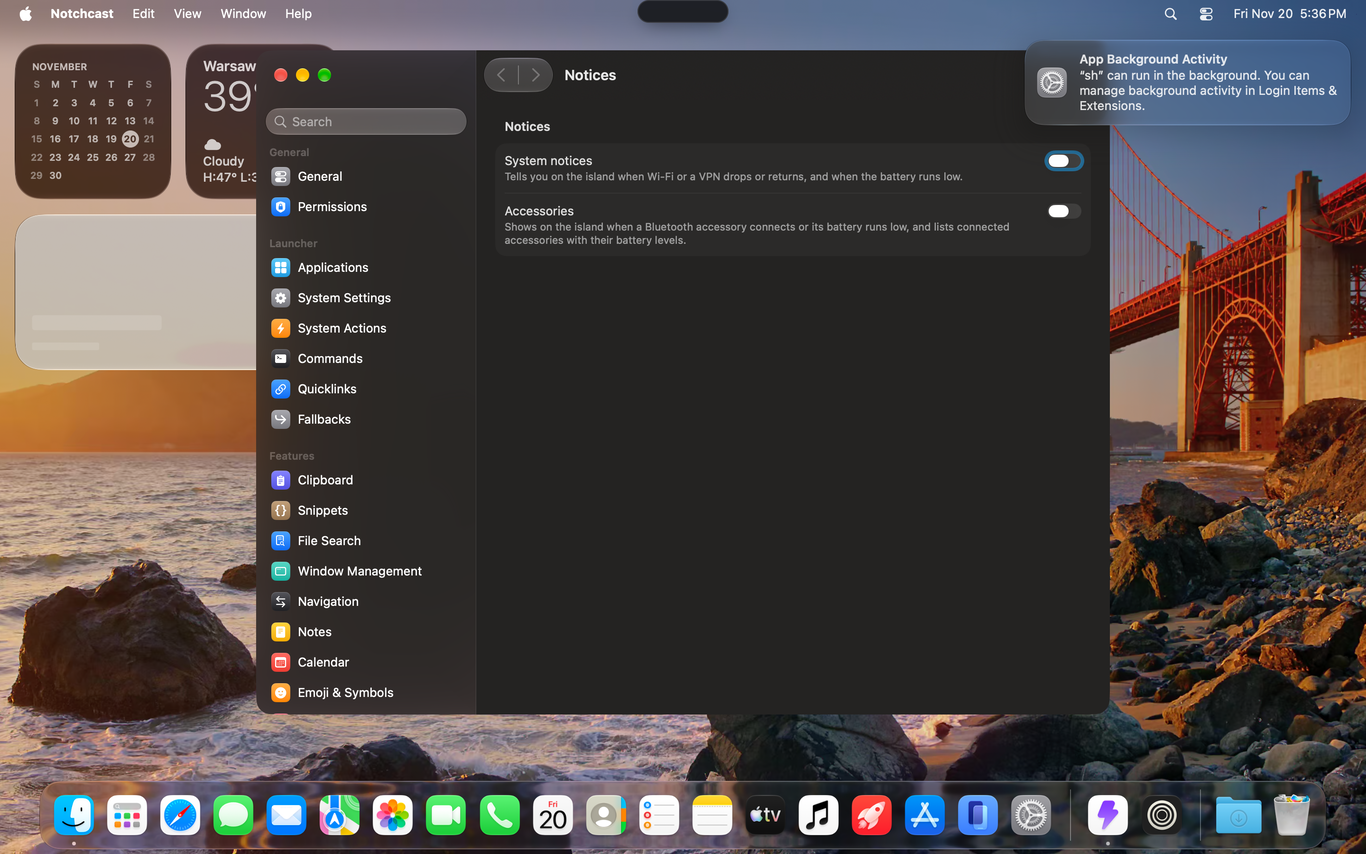 Notchcast Edit View Window Help
Fri Nov 20 5:36 PM
NOVEMBER
S M T W T F S
1 2 3 4 5 6 7
8 9 10 11 12 13 14
15 16 17 18 19 20 21
22 23 24 25 26 27 28
29 30
Warsaw
39°
Cloudy
H:47°
Search
General
General
Permissions
Launcher
Applications
System Settings
System Actions
Commands
Quicklinks
Fallbacks
Features
Clipboard
Snippets
File Search
Window Management
Navigation
Notes
Calendar
Emoji & Symbols
Notices
Notices
System notices
Tells you on the island when Wi-Fi or a VPN drops or returns, and when the battery runs low.
Accessories
Shows on the island when a Bluetooth accessory connects or its battery runs low, and lists connected
accessories with their battery levels.
App Background Activity
“sh” can run in the background. You can
manage background activity in Login Items &
Extensions.
Fri
20
tv